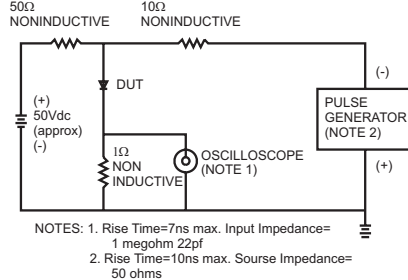 50Ω
NONINDUCTIVE
10Ω
NONINDUCTIVE
DUT
(+)
50Vdc
(approx)
(-)
1Ω
NON
INDUCTIVE
OSCILLOSCOPE
(NOTE 1)
(-)
PULSE
GENERATOR
(NOTE 2)
(+)
NOTES: 1. Rise Time=7ns max. Input Impedance=
1 megohm 22pf
2. Rise Time=10ns max. Sourse Impedance=
50 ohms